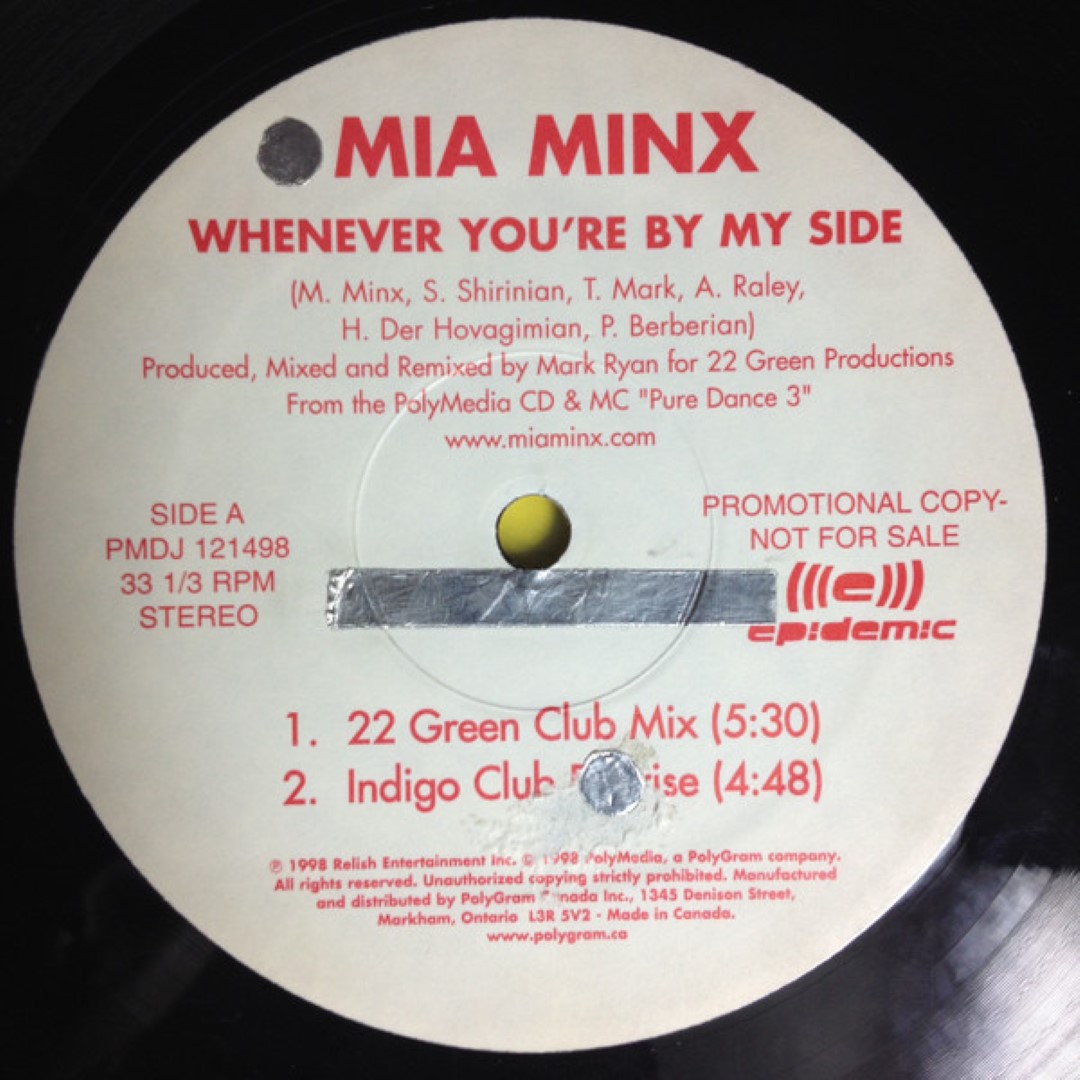 MIA MINX
WHENEVER YOU'RE BY MY SIDE
(M. Minx, S. Shirinian, T. Mark, A. Raley,
H. Der Hovagimian, P. Berberian)
Produced, Mixed and Remixed by Mark Ryan for 22 Green Productions
From the PolyMedia CD & MC "Pure Dance 3"
www.miaminx.com
SIDE A
PMDJ 121498
33 1/3 RPM
STEREO
PROMOTIONAL COPY-
NOT FOR SALE
(((e)))
epidemic
1. 22 Green Club Mix (5:30)
2. Indigo Club (4:48)
℗ 1998 Relish Entertainment Inc. © 1998 PolyMedia, a PolyGram company.
All rights reserved. Unauthorized copying strictly prohibited. Manufactured
and distributed by PolyGram Inc., 1345 Denison Street,
Markham, Ontario L3R 5V2 - Made in Canada.
www.polygram.ca